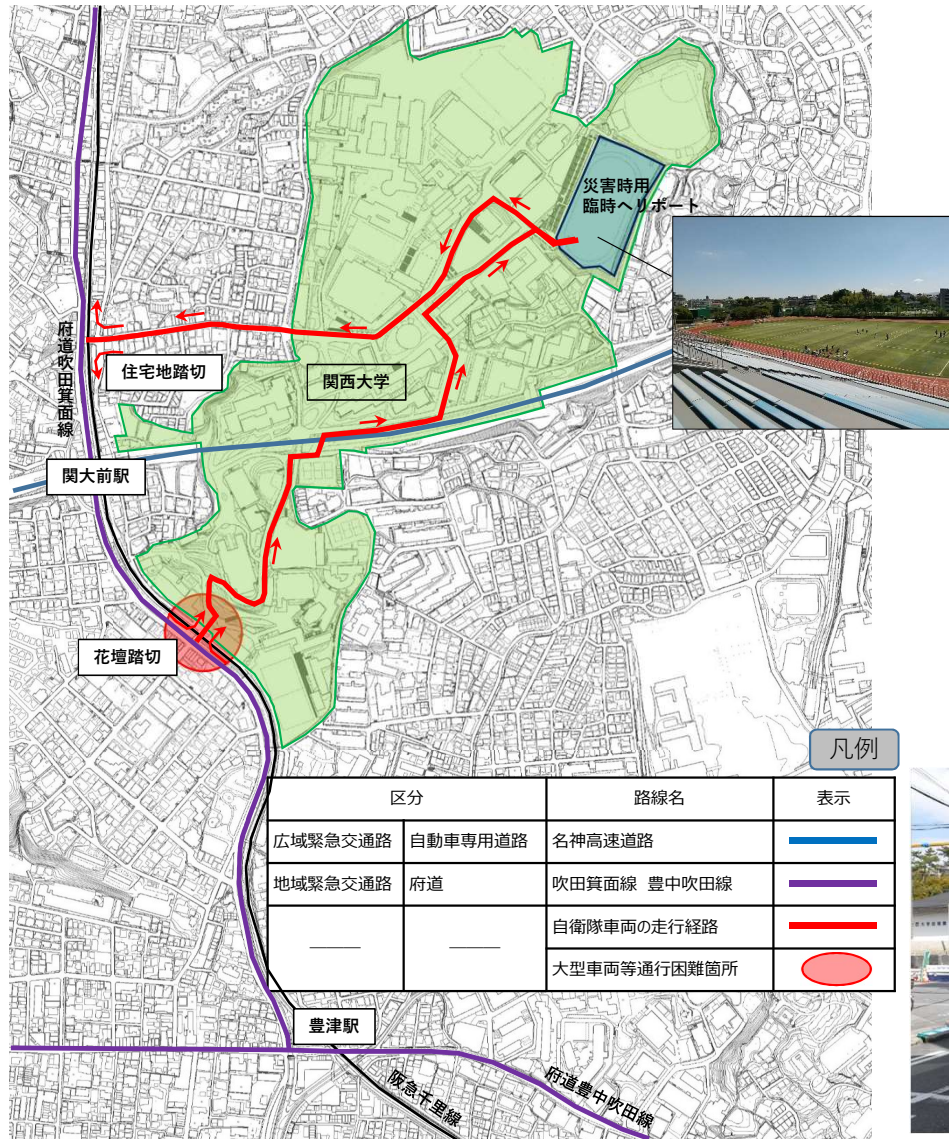 災害時用
臨時ヘリポート
府道吹田箕面線
住宅地踏切
関西大学
関大前駅
花壇踏切
凡例
区分 路線名 表示
広域緊急交通路 自動車専用道路 名神高速道路
地域緊急交通路 府道 吹田箕面線 豊中吹田線
自衛隊車両の走行経路
大型車両等通行困難箇所
豊津駅
阪急千里線
府道豊中吹田線